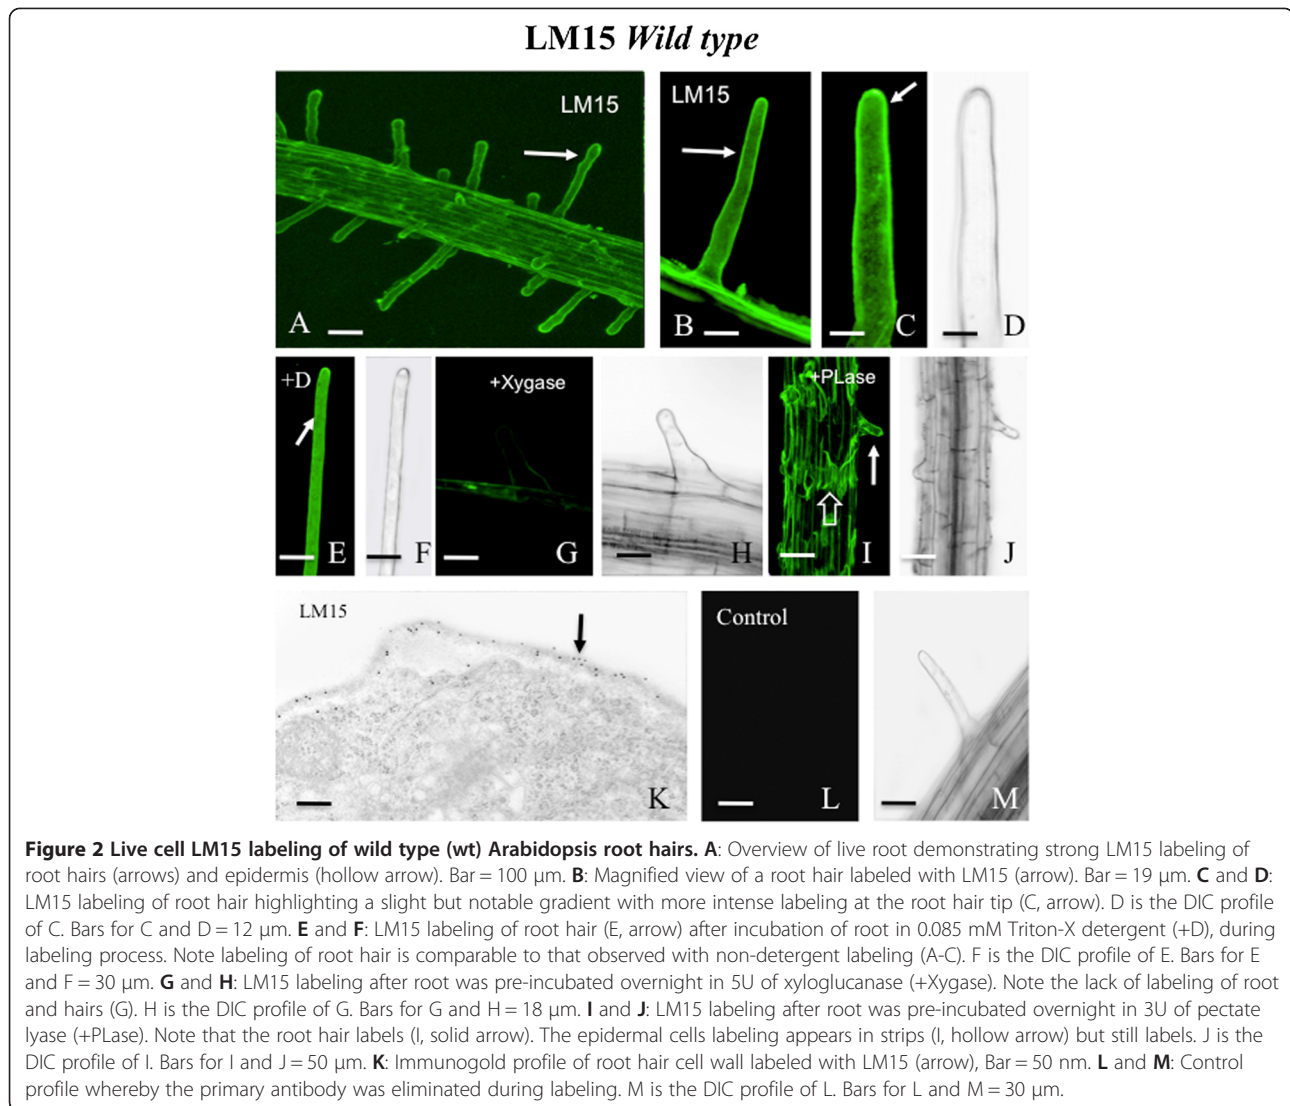 LM15 Wild type
LM15
A
LM15
B
C
D
+D
E
F
+Xygase
G
H
+PLase
I
J
LM15
K
Control
L
M
Figure 2 Live cell LM15 labeling of wild type (wt) Arabidopsis root hairs. A: Overview of live root demonstrating strong LM15 labeling of
root hairs (arrows) and epidermis (hollow arrow). Bar = 100 μm. B: Magnified view of a root hair labeled with LM15 (arrow). Bar = 19 μm. C and D:
LM15 labeling of root hair highlighting a slight but notable gradient with more intense labeling at the root hair tip (C, arrow). D is the DIC profile
of C. Bars for C and D = 12 μm. E and F: LM15 labeling of root hair (E, arrow) after incubation of root in 0.085 mM Triton-X detergent (+D), during
labeling process. Note labeling of root hair is comparable to that observed with non-detergent labeling (A-C). F is the DIC profile of E. Bars for E
and F = 30 μm. G and H: LM15 labeling after root was pre-incubated overnight in 5U of xyloglucanase (+Xygase). Note the lack of labeling of root
and hairs (G). H is the DIC profile of G. Bars for G and H = 18 μm. I and J: LM15 labeling after root was pre-incubated overnight in 3U of pectate
lyase (+PLase). Note that the root hair labels (I, solid arrow). The epidermal cells labeling appears in strips (I, hollow arrow) but still labels. J is the
DIC profile of I. Bars for I and J = 50 μm. K: Immunogold profile of root hair cell wall labeled with LM15 (arrow), Bar = 50 nm. L and M: Control
profile whereby the primary antibody was eliminated during labeling. M is the DIC profile of L. Bars for L and M = 30 μm.